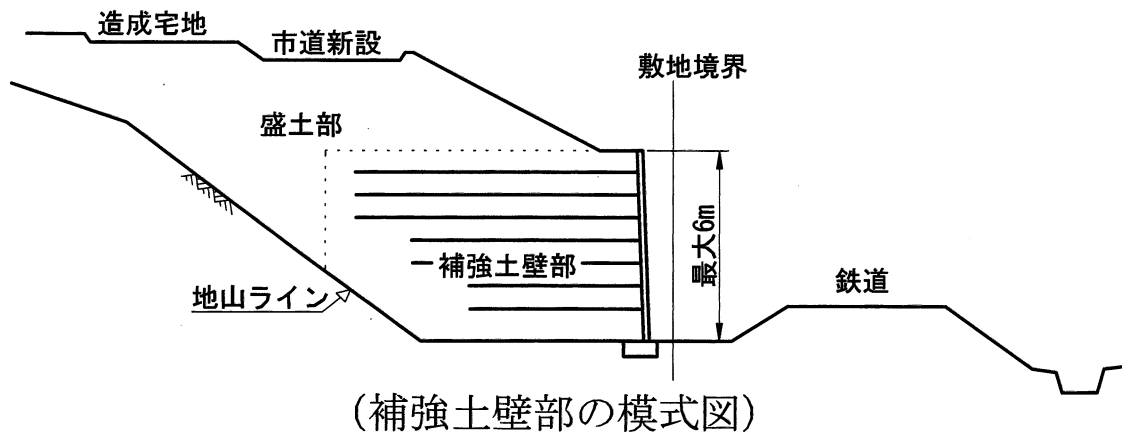 造成宅地
市道新設
敷地境界
盛土部
最大6m
補強土壁部
地山ライン
鉄道
(補強土壁部の模式図)